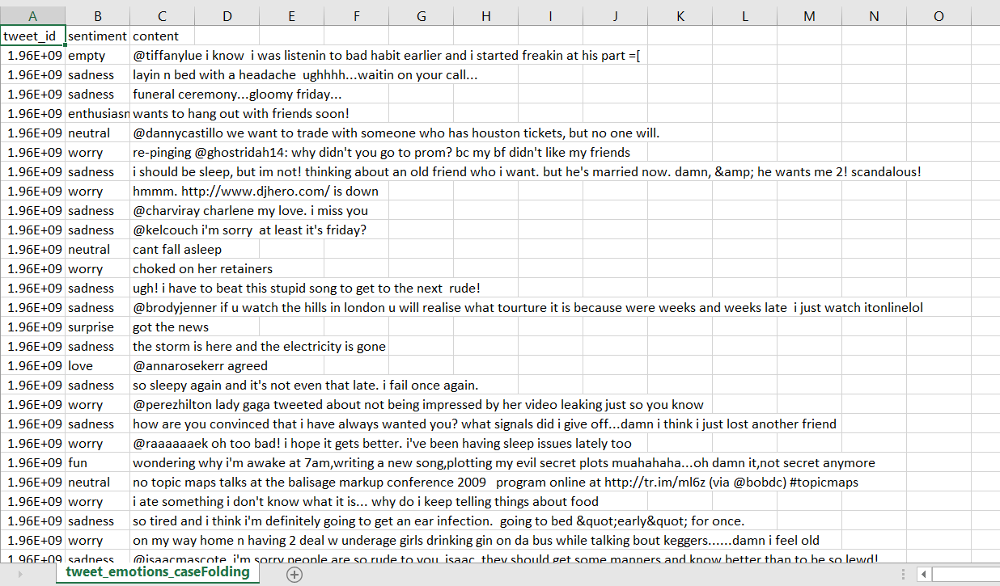 A B C D E F G H I J K L M N O
tweet_id sentiment content
1.96E+09 empty @tiffanylue i know  i was listenin to bad habit earlier and i started freakin at his part =[
1.96E+09 sadness layin n bed with a headache  ughhhh...waitin on your call...
1.96E+09 sadness funeral ceremony...gloomy friday...
1.96E+09 enthusiasm wants to hang out with friends soon!
1.96E+09 neutral @dannycastillo we want to trade with someone who has houston tickets, but no one will.
1.96E+09 worry re-pinging @ghostridah14: why didn't you go to prom? bc my bf didn't like my friends
1.96E+09 sadness i should be sleep, but im not! thinking about an old friend who i want. but he's married now. damn, &amp; he wants me 2! scandalous!
1.96E+09 worry hmmm. http://www.djhero.com/ is down
1.96E+09 sadness @charviray charlene my love. i miss you
1.96E+09 sadness @kelcouch i'm sorry  at least it's friday?
1.96E+09 neutral cant fall asleep
1.96E+09 worry choked on her retainers
1.96E+09 sadness ugh! i have to beat this stupid song to get to the next  rude!
1.96E+09 sadness @brodyjenner if u watch the hills in london u will realise what tourture it is because were weeks and weeks late  i just watch itonlinelol
1.96E+09 surprise got the news
1.96E+09 sadness the storm is here and the electricity is gone
1.96E+09 love @annarosekerr agreed
1.96E+09 sadness so sleepy again and it's not even that late. i fail once again.
1.96E+09 worry @perezhilton lady gaga tweeted about not being impressed by her video leaking just so you know
1.96E+09 sadness how are you convinced that i have always wanted you? what signals did i give off...damn i think i just lost another friend
1.96E+09 worry @raaaaaaek oh too bad! i hope it gets better. i've been having sleep issues lately too
1.96E+09 fun wondering why i'm awake at 7am,writing a new song,plotting my evil secret plots muahahaha...oh damn it,not secret anymore
1.96E+09 neutral no topic maps talks at the balisage markup conference 2009   program online at http://tr.im/ml6z (via @bobdc) #topicmaps
1.96E+09 worry i ate something i don't know what it is... why do i keep telling things about food
1.96E+09 sadness so tired and i think i'm definitely going to get an ear infection.  going to bed &quot;early&quot; for once.
1.96E+09 worry on my way home n having 2 deal w underage girls drinking gin on da bus while talking bout keggers......damn i feel old
1.96E+09 sadness @isaacmascote  i'm sorry people are so rude to you, isaac, they should get some manners and know better than to be so lewd!
tweet_emotions_caseFolding